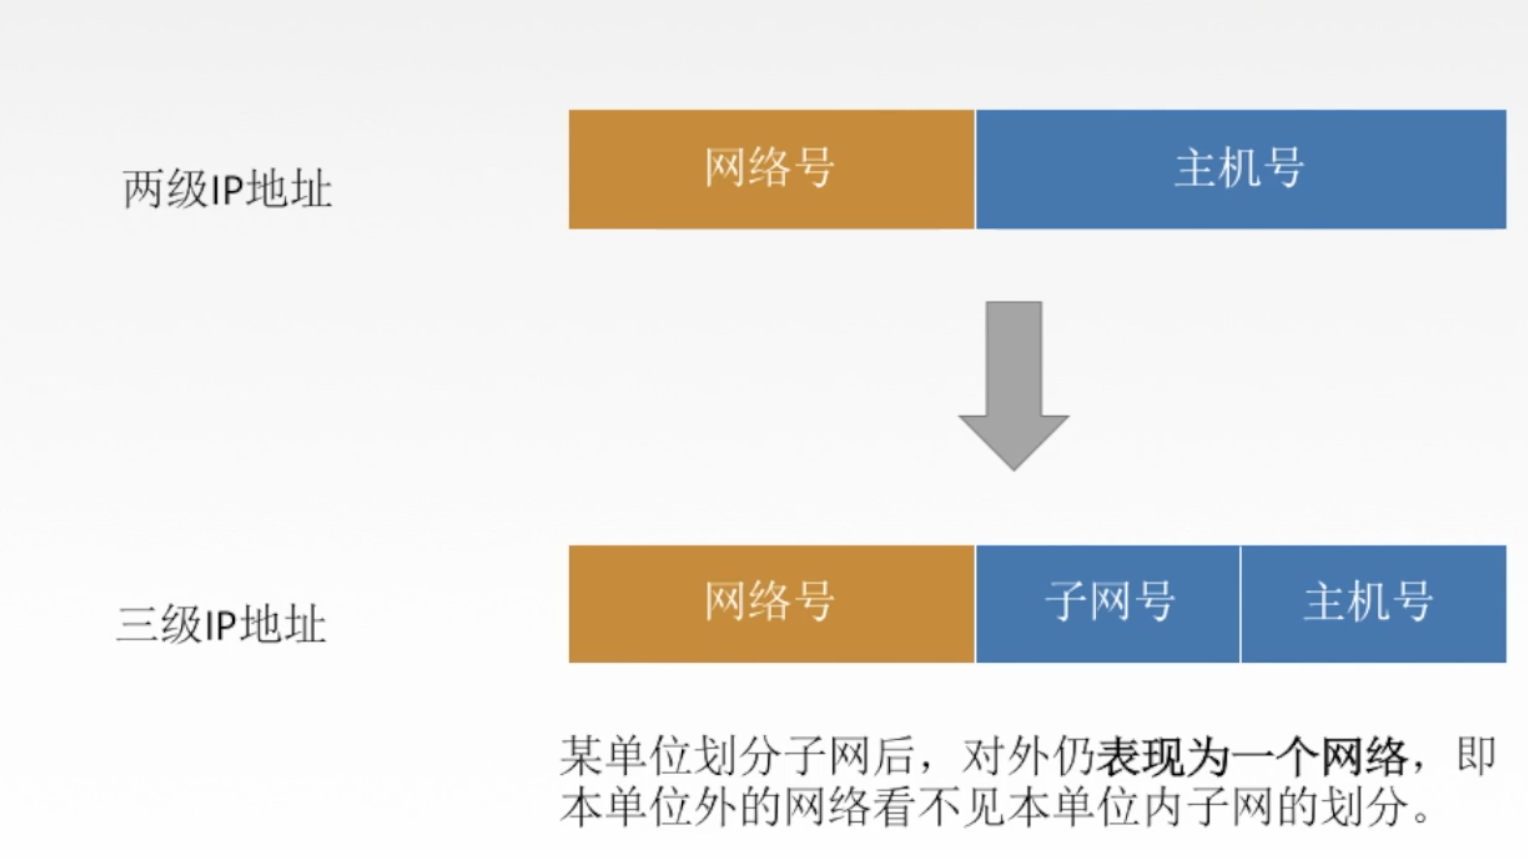 两级IP地址
网络号
主机号
三级IP地址
网络号
子网号
主机号
某单位划分子网后，对外仍表现为一个网络，即
本单位外的网络看不见本单位内子网的划分。